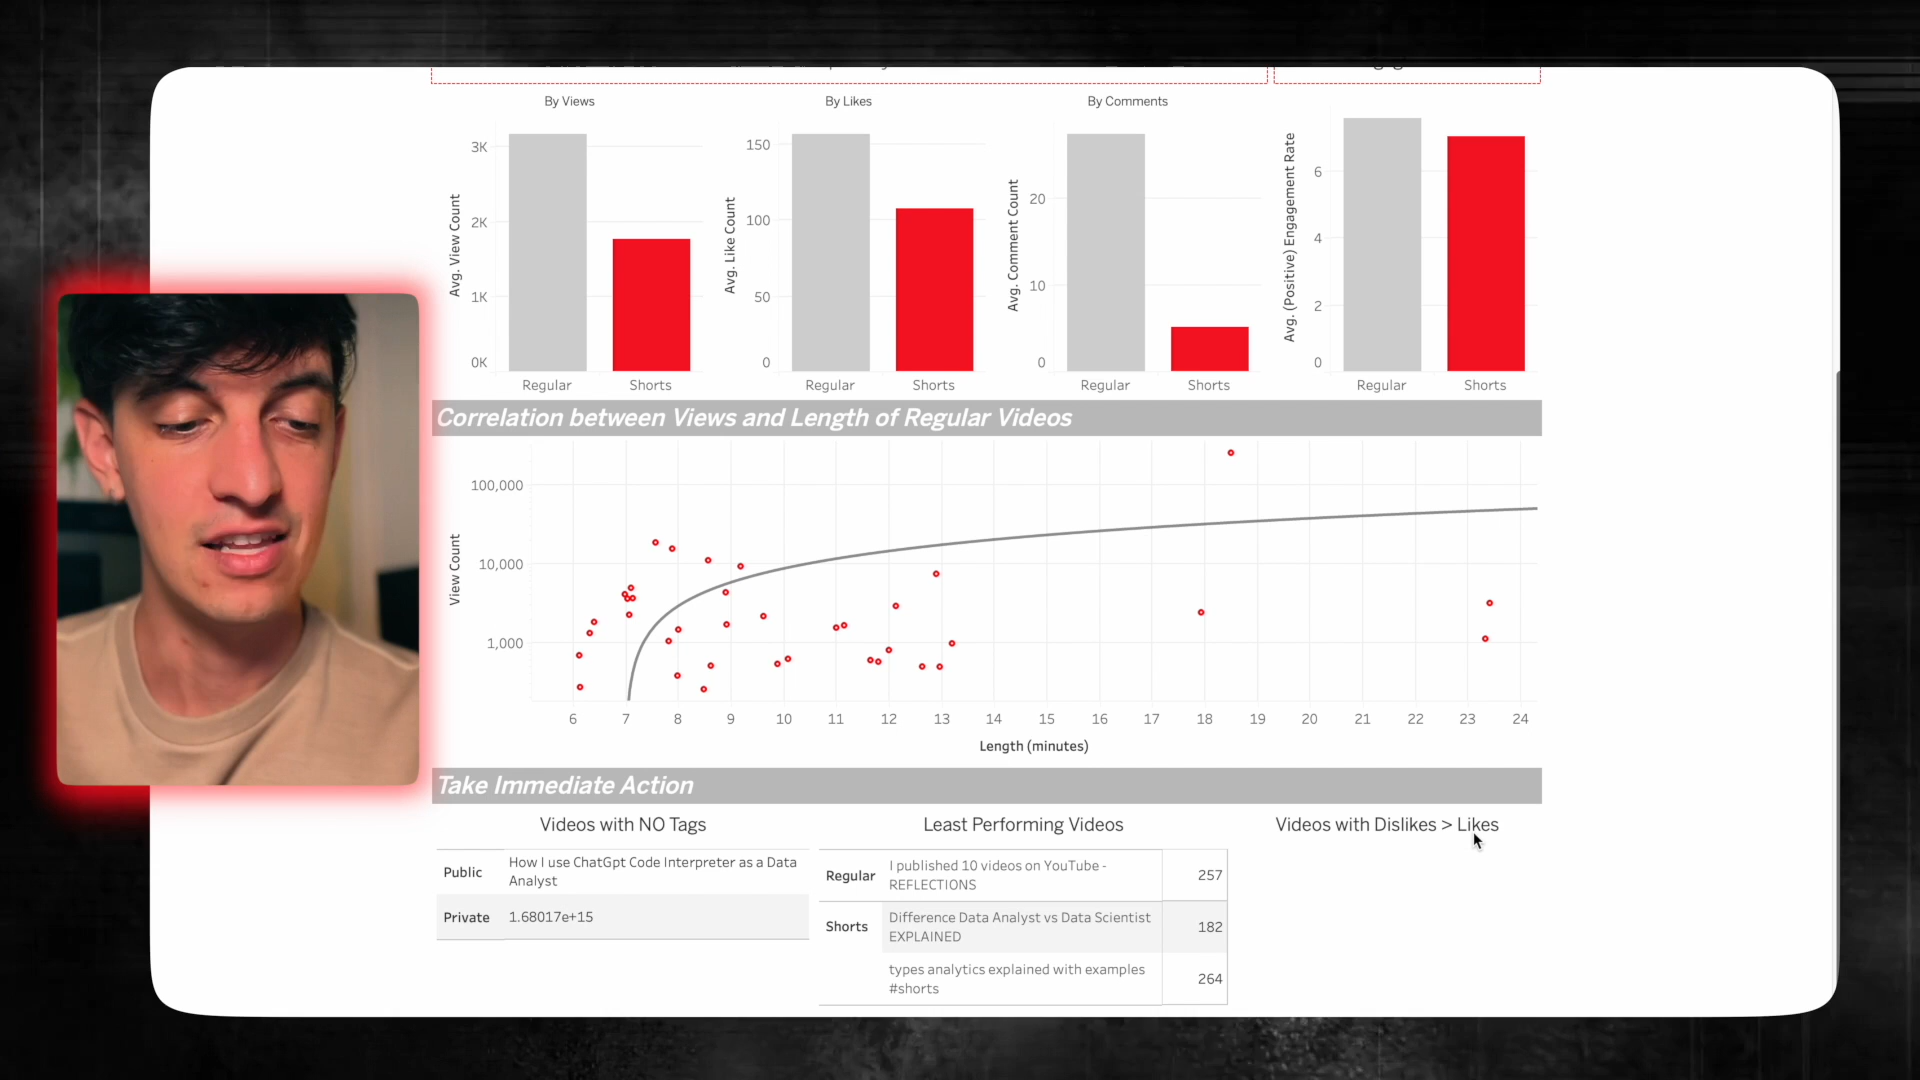 By Views
By Likes
By Comments
3K
2K
1K
0K
Avg. View Count
Regular
Shorts
150
100
50
0
Avg. Like Count
Regular
Shorts
20
10
0
Avg. Comment Count
Regular
Shorts
6
4
2
0
Avg. (Positive) Engagement Rate
Regular
Shorts
Correlation between Views and Length of Regular Videos
100,000
10,000
1,000
View Count
6 7 8 9 10 11 12 13 14 15 16 17 18 19 20 21 22 23 24
Length (minutes)
Take Immediate Action
Videos with NO Tags
Public
How I use ChatGpt Code Interpreter as a Data
Analyst
Private
1.68017e+15
Least Performing Videos
Regular
I published 10 videos on YouTube -
REFLECTIONS
257
Shorts
Difference Data Analyst vs Data Scientist
EXPLAINED
182
types analytics explained with examples
#shorts
264
Videos with Dislikes > Likes